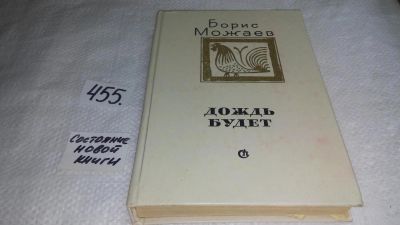 455.
Состояние
новой
книги
Борис
Можаев
ДОЖДЬ
БУДЕТ